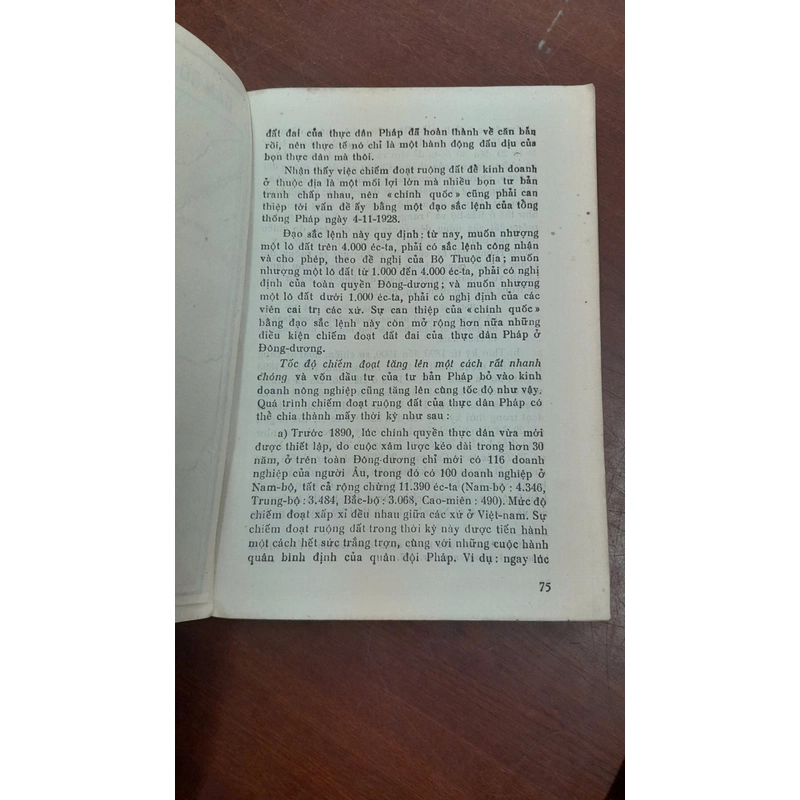 đất đai của thực dân Pháp đã hoàn thành về căn bản
rồi, nên thực tế nó chỉ là một hành động đấu dịu của
bọn thực dân mà thôi.
Nhận thấy việc chiếm đoạt ruộng đất để kinh doanh
ở thuộc địa là một mối lợi lớn mà nhiều bọn tư bản
tranh chấp nhau, nên «chính quốc» cũng phải can
thiệp tới vấn đề ấy bằng một đạo sắc lệnh của tổng
thống Pháp ngày 4-11-1928.
Đạo sắc lệnh này quy định: từ nay, muốn nhượng
một lô đất trên 4.000 éc-ta, phải có sắc lệnh công nhận
và cho phép, theo đề nghị của Bộ Thuộc địa; muốn
nhượng một lô đất từ 1.000 đến 4.000 éc-ta, phải có nghị
định của toàn quyền Đông-dương; và muốn nhượng
một lô đất dưới 1.000 éc-ta, phải có nghị định của các
viên cai trị các xứ. Sự can thiệp của «chính quốc»
bằng đạo sắc lệnh này còn mở rộng hơn nữa những
điều kiện chiếm đoạt đất đai của thực dân Pháp ở
Đông-dương.
Tốc độ chiếm đoạt tăng lên một cách rất nhanh
chóng và vốn đầu tư của tư bản Pháp bỏ vào kinh
doanh nông nghiệp cũng tăng lên cùng tốc độ như vậy.
Quá trình chiếm đoạt ruộng đất của thực dân Pháp có
thể chia thành mấy thời kỳ như sau :
a) Trước 1890, lúc chính quyền thực dân vừa mới
được thiết lập, do cuộc xâm lược kéo dài trong hơn 30
năm, ở trên toàn Đông-dương chỉ mới có 116 doanh
nghiệp của người Âu, trong đó có 100 doanh nghiệp ở
Nam-bộ, tất cả rộng chừng 11.390 éc-ta (Nam-bộ : 4.346,
Trung-bộ : 3.484, Bắc-bộ : 3.068, Cao-miên : 490). Mức độ
chiếm đoạt xấp xỉ đều nhau giữa các xứ ở Việt-nam. Sự
chiếm đoạt ruộng đất trong thời kỳ này được tiến hành
một cách hết sức trắng trợn, cùng với những cuộc hành
quân bình định của quân đội Pháp. Ví dụ : ngay lúc
75